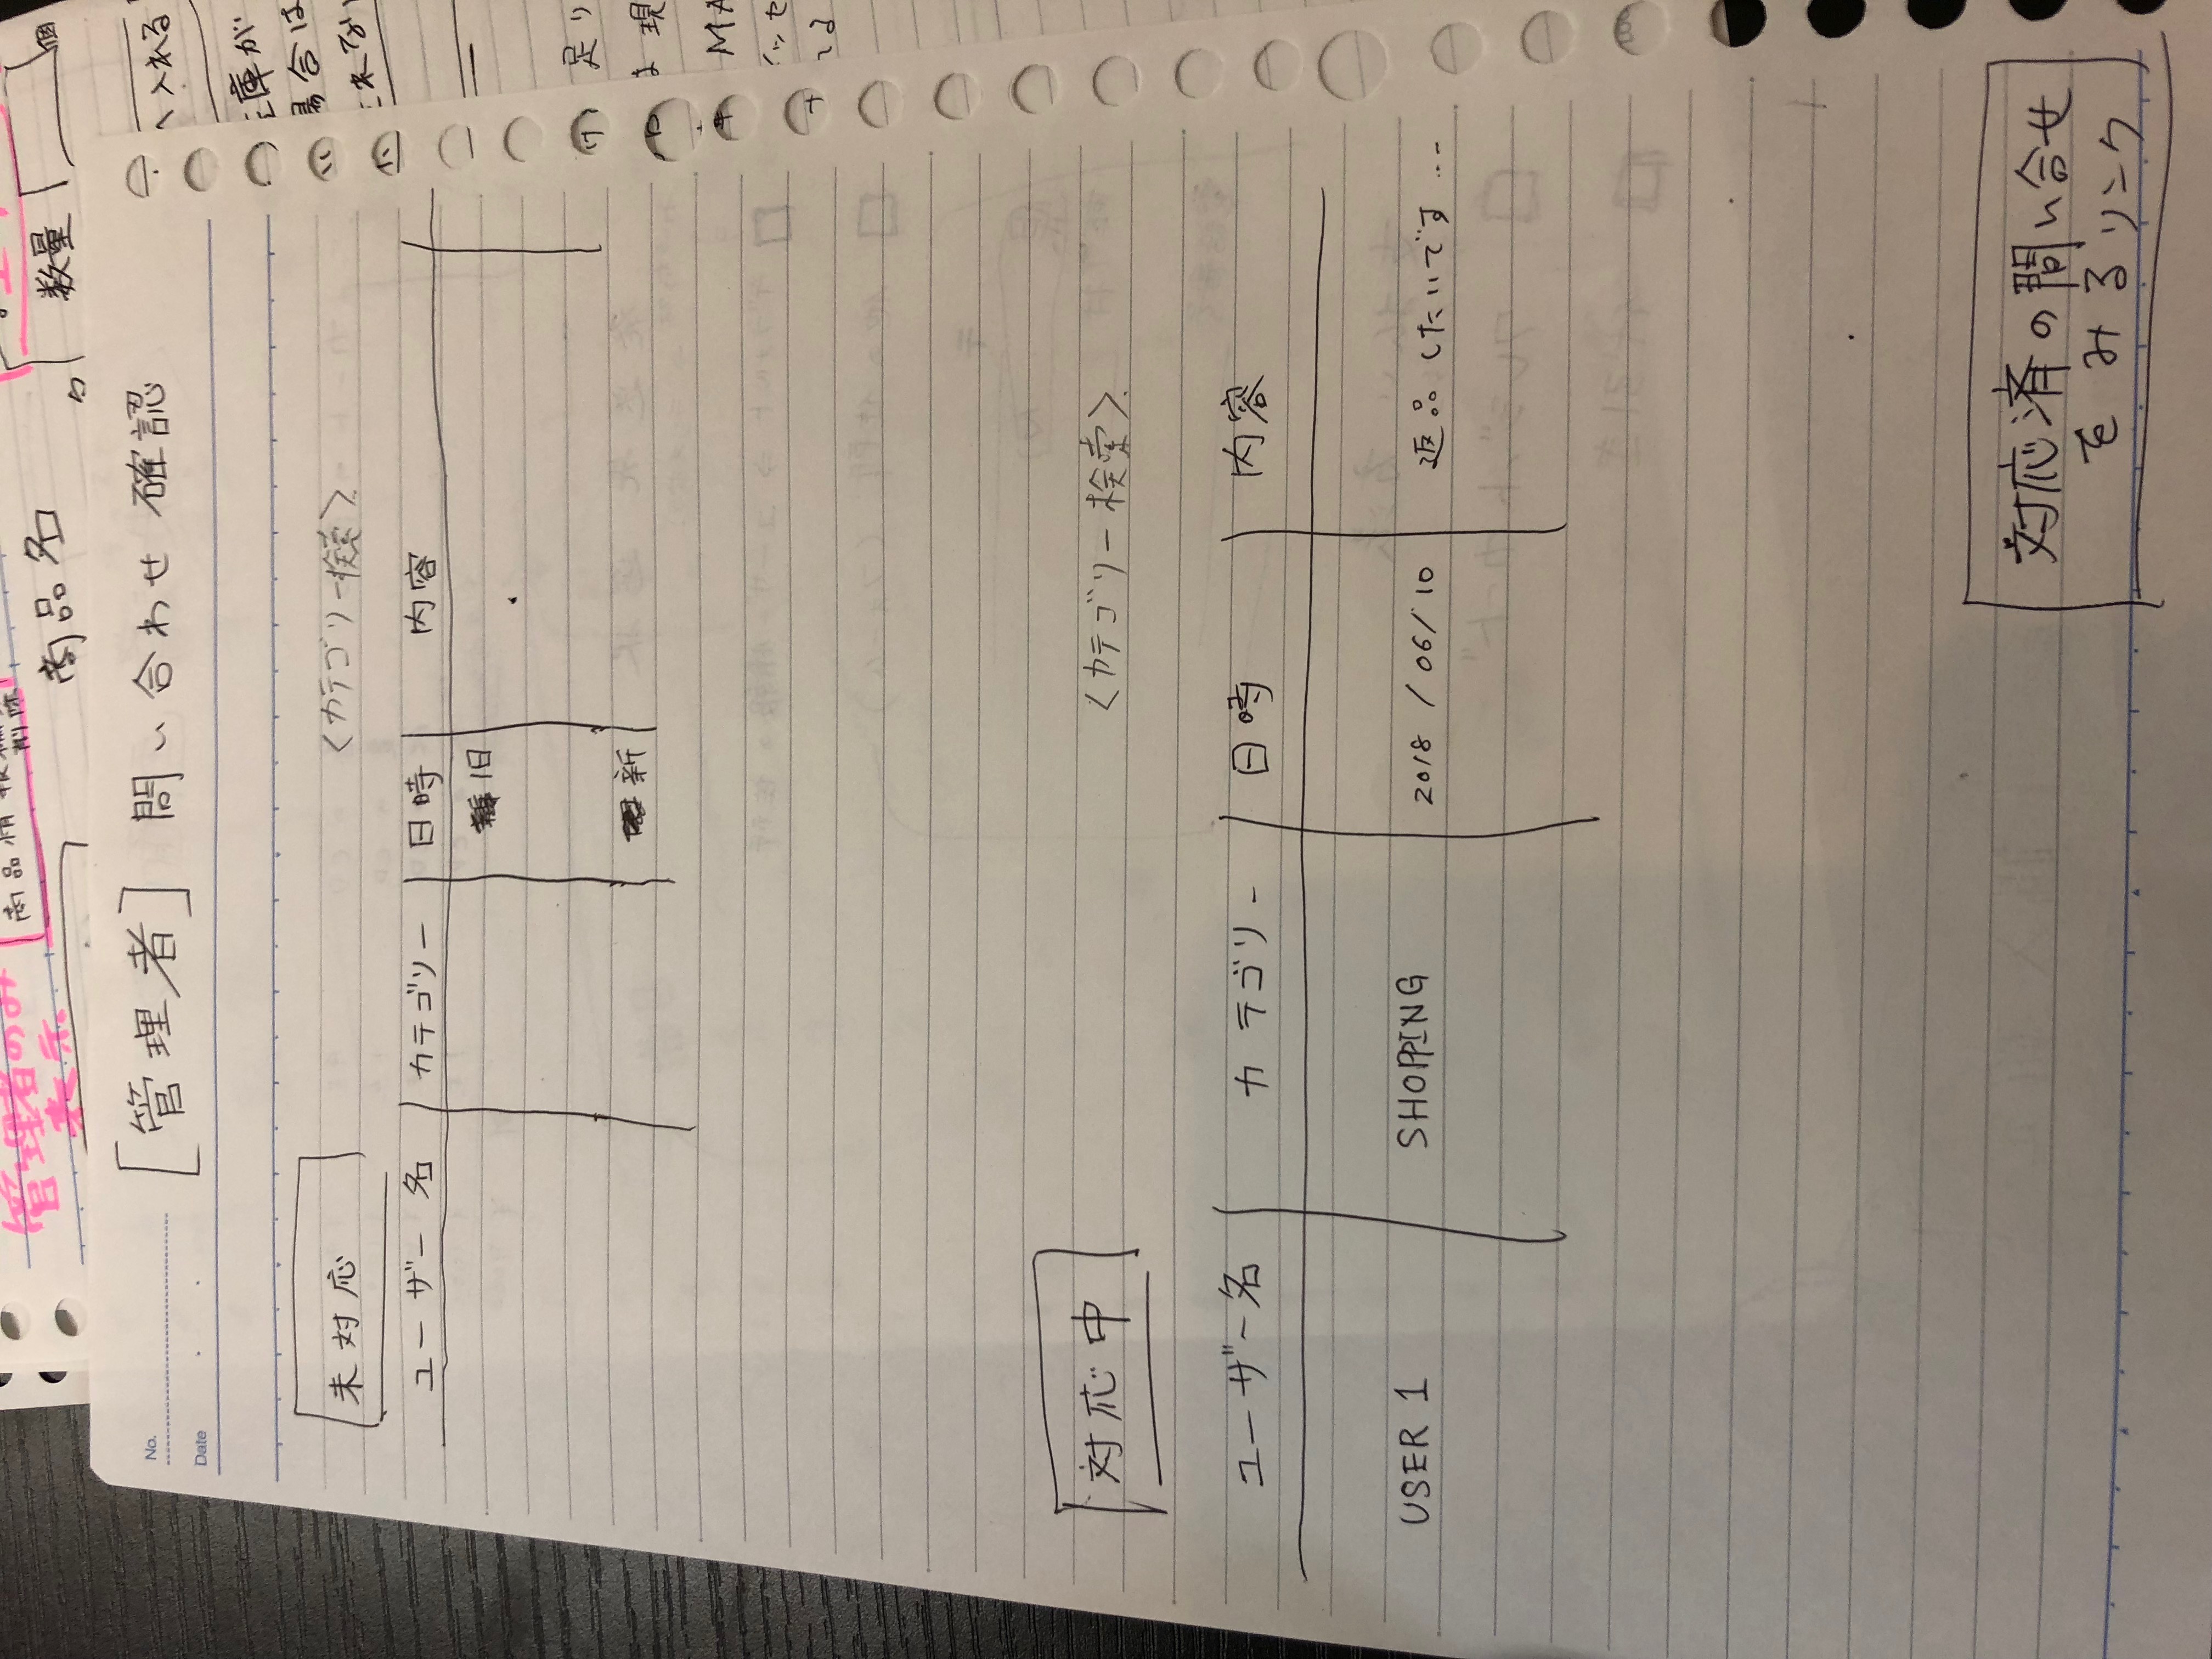 管理者のみ
表示
商品情報
削除
商品名
数量
個
No.
[管理者] 問い合わせ 確認
Date
未対応
<カテゴリー検索>
ユーザー名 カテゴリー 日時 内容
旧
新
対応中
<カテゴリー検索>
ユーザー名 カテゴリー 日時 内容
USER 1 SHOPPING 2018/06/10 返品したいです...
対応済の問い合せ
をみるリンク
入れる
庫が
場合は
足り
は現
MA
ッセ
てる